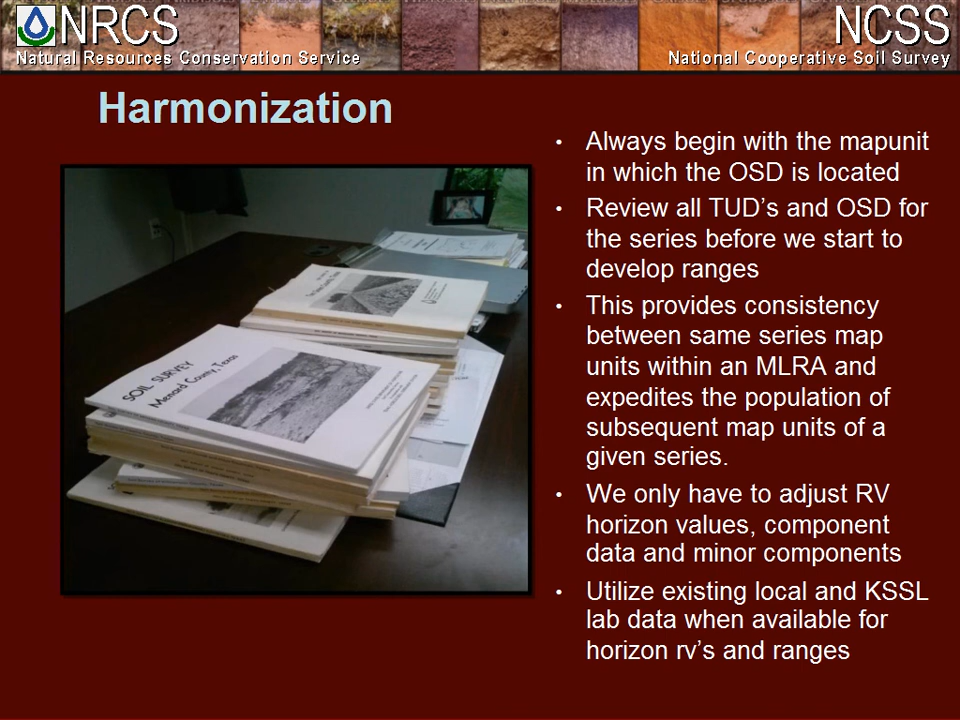 NRCS
Natural Resources Conservation Service
NCSS
National Cooperative Soil Survey
Harmonization
SOIL SURVEY
Menard County, Texas
• Always begin with the mapunit
in which the OSD is located
• Review all TUD's and OSD for
the series before we start to
develop ranges
• This provides consistency
between same series map
units within an MLRA and
expedites the population of
subsequent map units of a
given series.
• We only have to adjust RV
horizon values, component
data and minor components
• Utilize existing local and KSSL
lab data when available for
horizon rv's and ranges